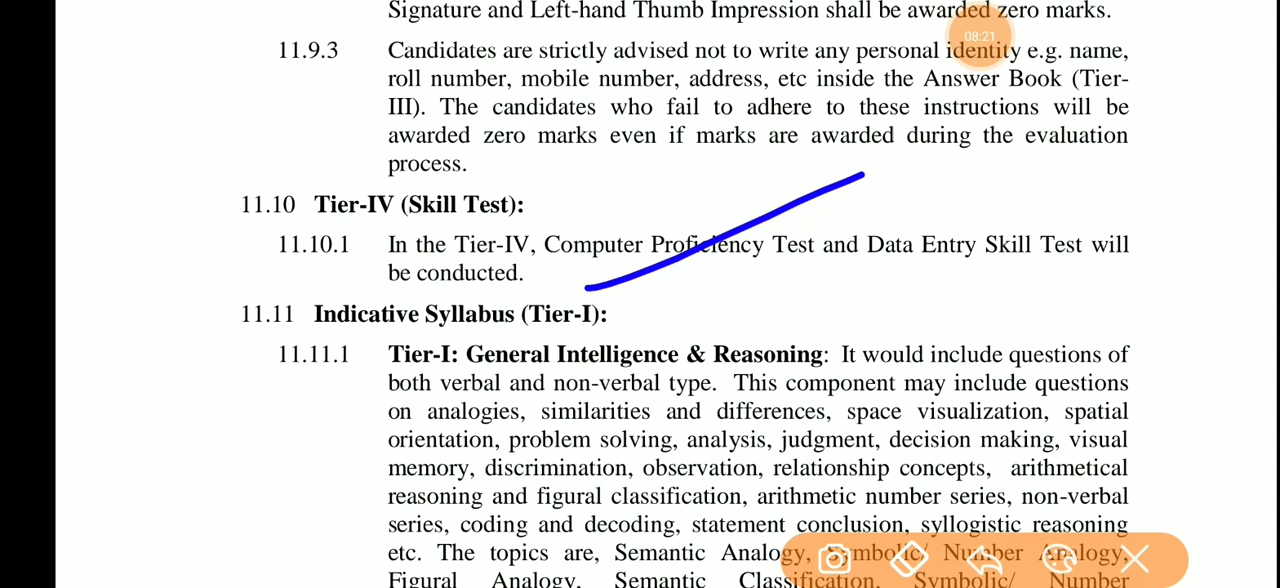 Signature and Left-hand Thumb Impression shall be awarded zero marks.
08:21
11.9.3 Candidates are strictly advised not to write any personal identity e.g. name,
roll number, mobile number, address, etc inside the Answer Book (Tier-
III). The candidates who fail to adhere to these instructions will be
awarded zero marks even if marks are awarded during the evaluation
process.
11.10 Tier-IV (Skill Test):
11.10.1 In the Tier-IV, Computer Proficiency Test and Data Entry Skill Test will
be conducted.
11.11 Indicative Syllabus (Tier-I):
11.11.1 Tier-I: General Intelligence & Reasoning: It would include questions of
both verbal and non-verbal type. This component may include questions
on analogies, similarities and differences, space visualization, spatial
orientation, problem solving, analysis, judgment, decision making, visual
memory, discrimination, observation, relationship concepts, arithmetical
reasoning and figural classification, arithmetic number series, non-verbal
series, coding and decoding, statement conclusion, syllogistic reasoning
etc. The topics are, Semantic Analogy, Symbolic/ Number Analogy,
Figural Analogy, Semantic Classification, Symbolic/ Number